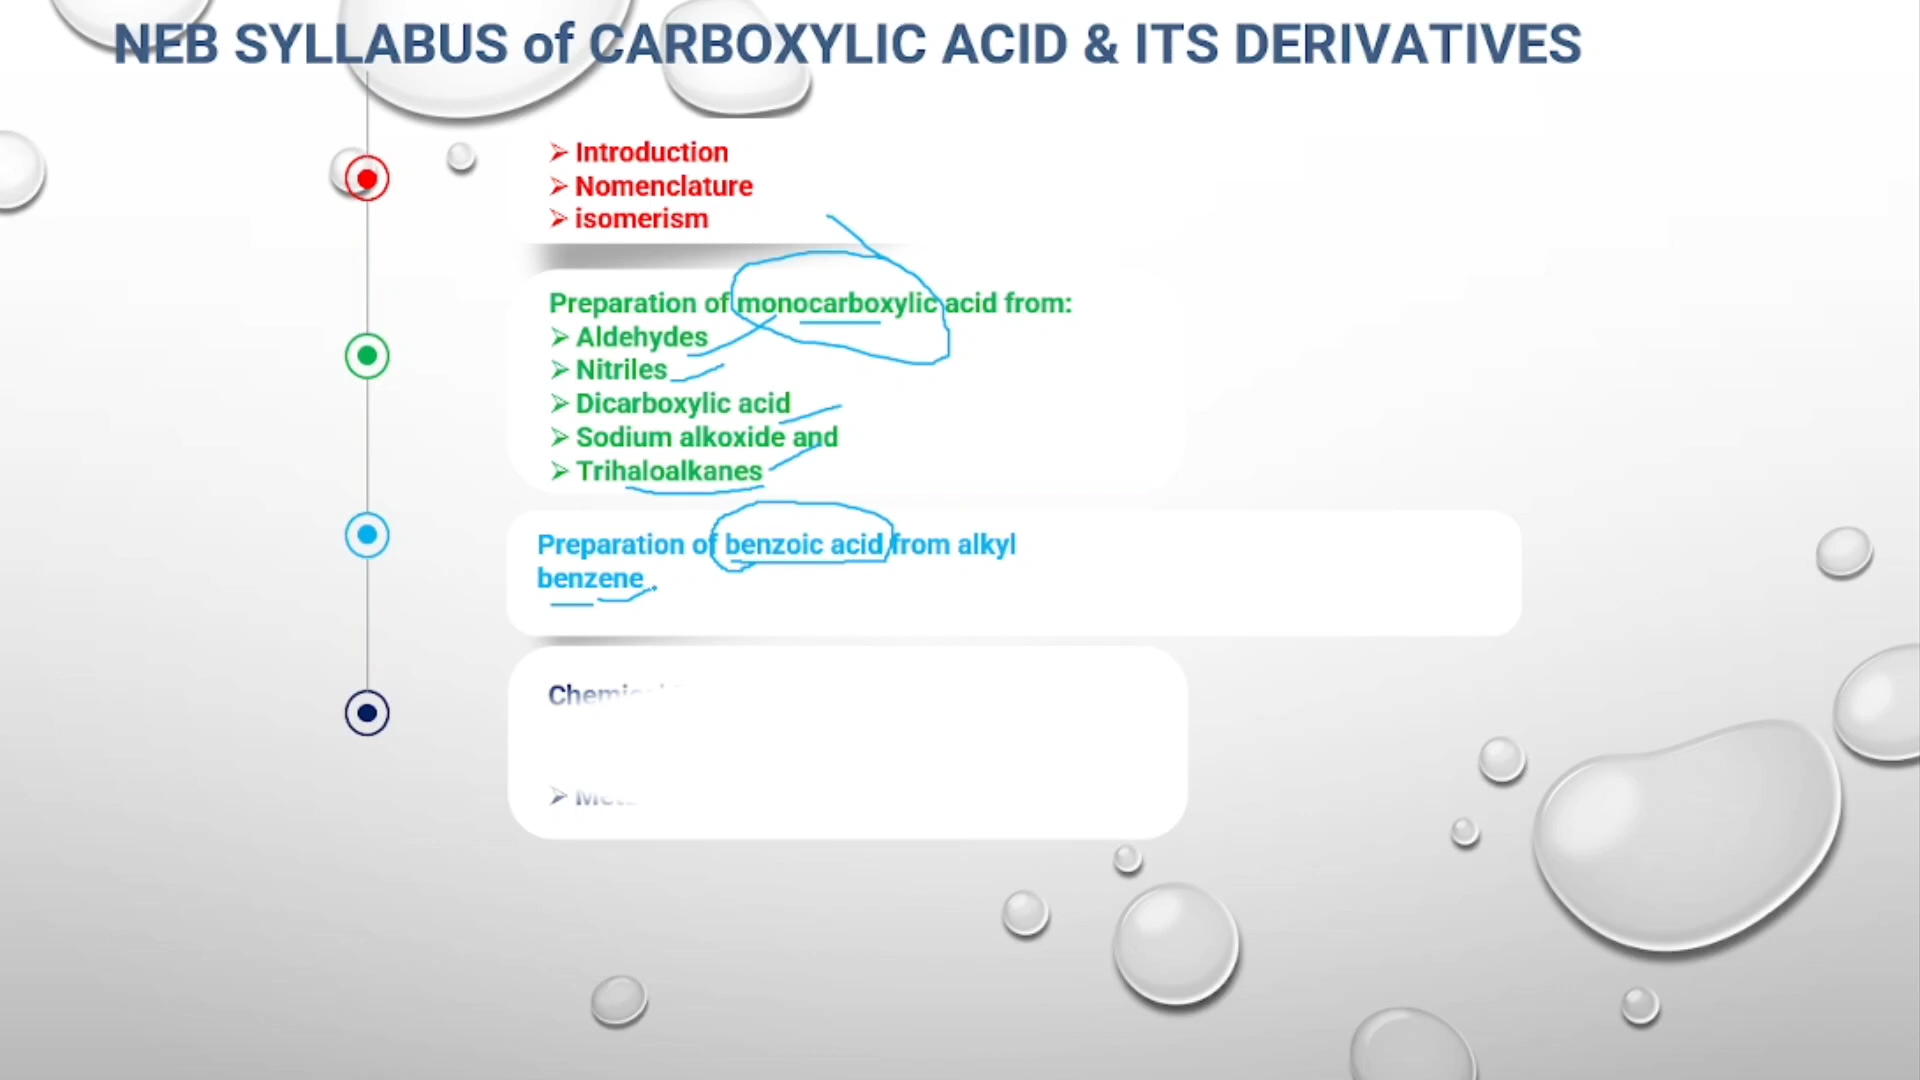 NEB SYLLABUS of CARBOXYLIC ACID & ITS DERIVATIVES
➢ Introduction
➢ Nomenclature
➢ isomerism
Preparation of monocarboxylic acid from:
➢ Aldehydes
➢ Nitriles
➢ Dicarboxylic acid
➢ Sodium alkoxide and
➢ Trihaloalkanes
Preparation of benzoic acid from alkyl
benzene